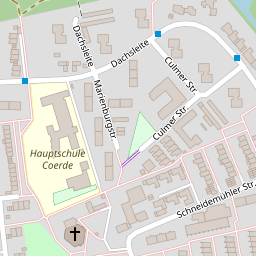 Dachsleite
Dachsleite
Culmer Str.
Marienburgstr.
Culmer Str.
Hauptschule
Coerde
Schneidemühler Str.